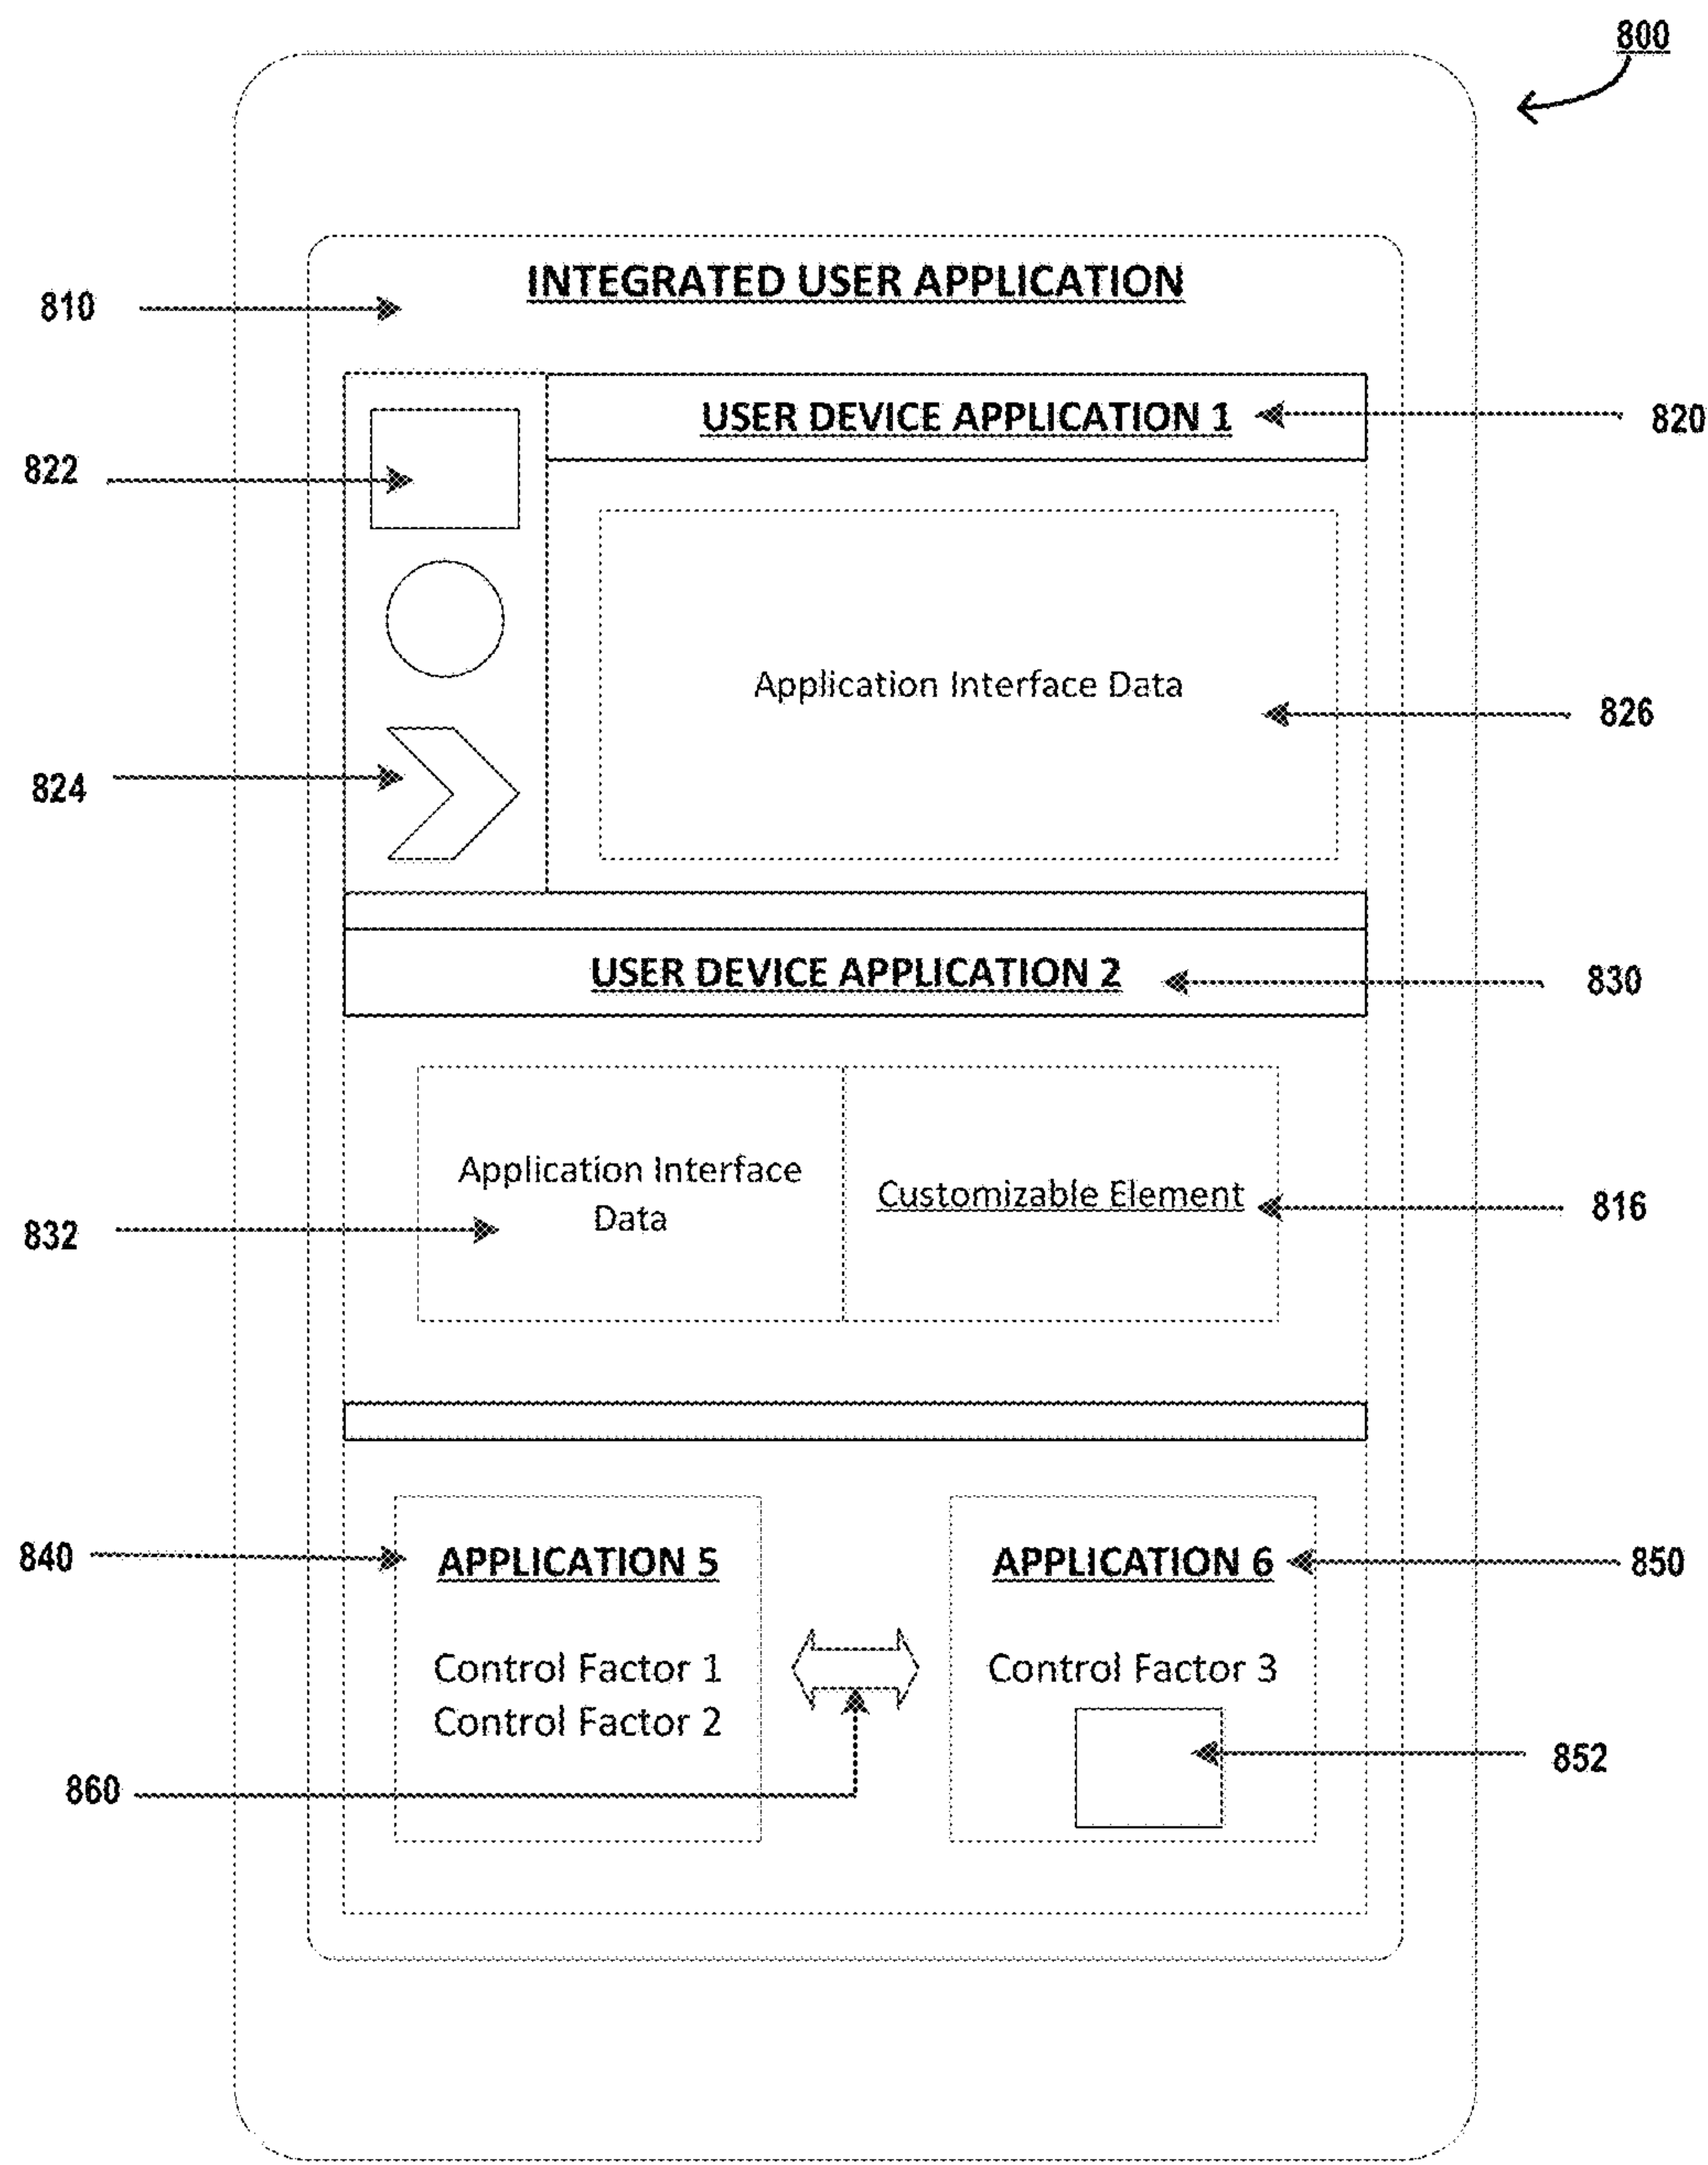 800
INTEGRATED USER APPLICATION
810
USER DEVICE APPLICATION 1
820
822
Application Interface Data
826
824
USER DEVICE APPLICATION 2
830
Application Interface
Data
Customizable Element
816
832
840
APPLICATION 5
APPLICATION 6
850
Control Factor 1
Control Factor 3
Control Factor 2
852
860